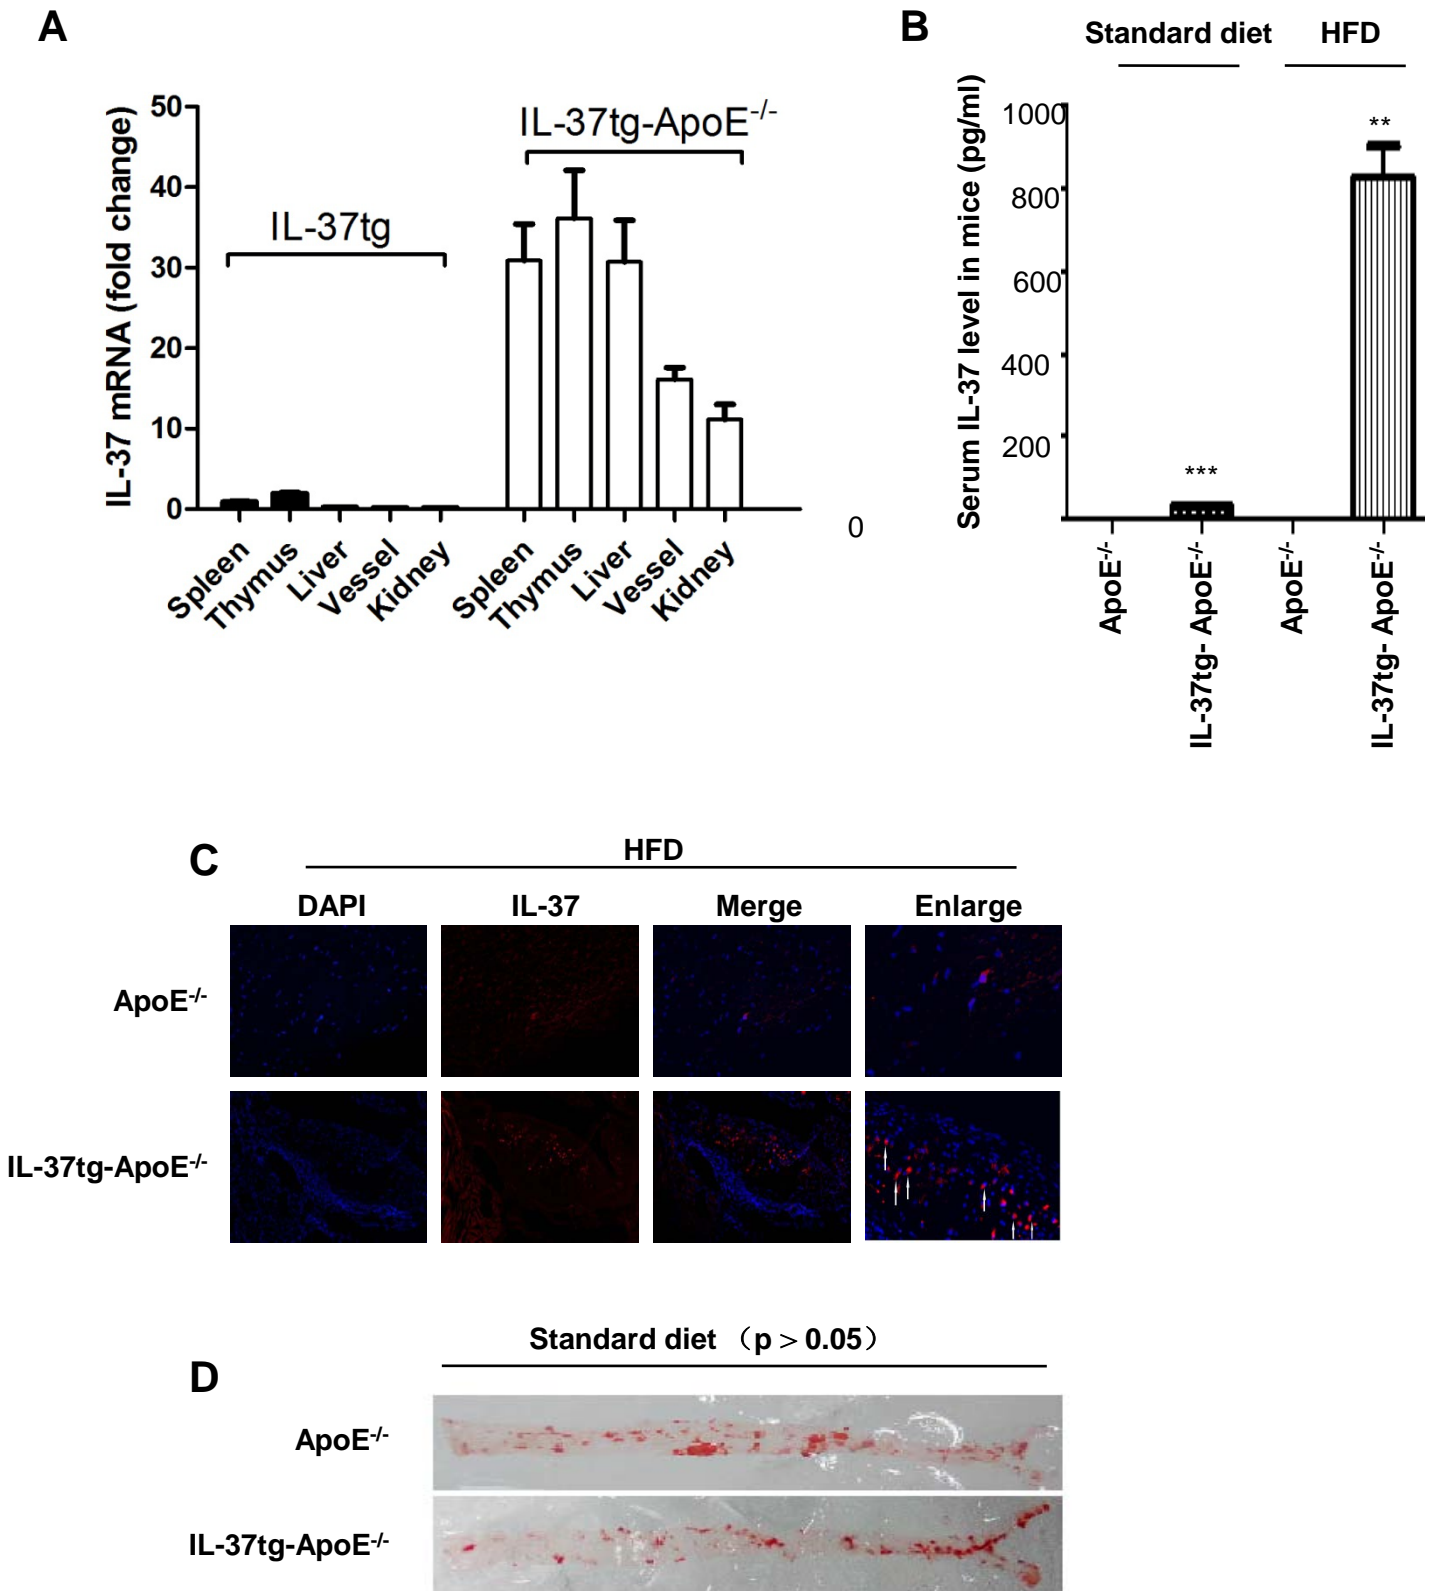 A
IL-37 mRNA (fold change)
50
40
30
20
10
0
IL-37tg
IL-37tg-ApoE-/-
Spleen
Thymus
Liver
Vessel
Kidney
Spleen
Thymus
Liver
Vessel
Kidney
B
Standard diet
HFD
Serum IL-37 level in mice (pg/ml)
1000
800
600
400
200
0
***
**
ApoE-/-
IL-37tg- ApoE-/-
ApoE-/-
IL-37tg- ApoE-/-
C
HFD
DAPI
IL-37
Merge
Enlarge
ApoE-/-
IL-37tg-ApoE-/-
D
Standard diet （p＞0.05）
ApoE-/-
IL-37tg-ApoE-/-